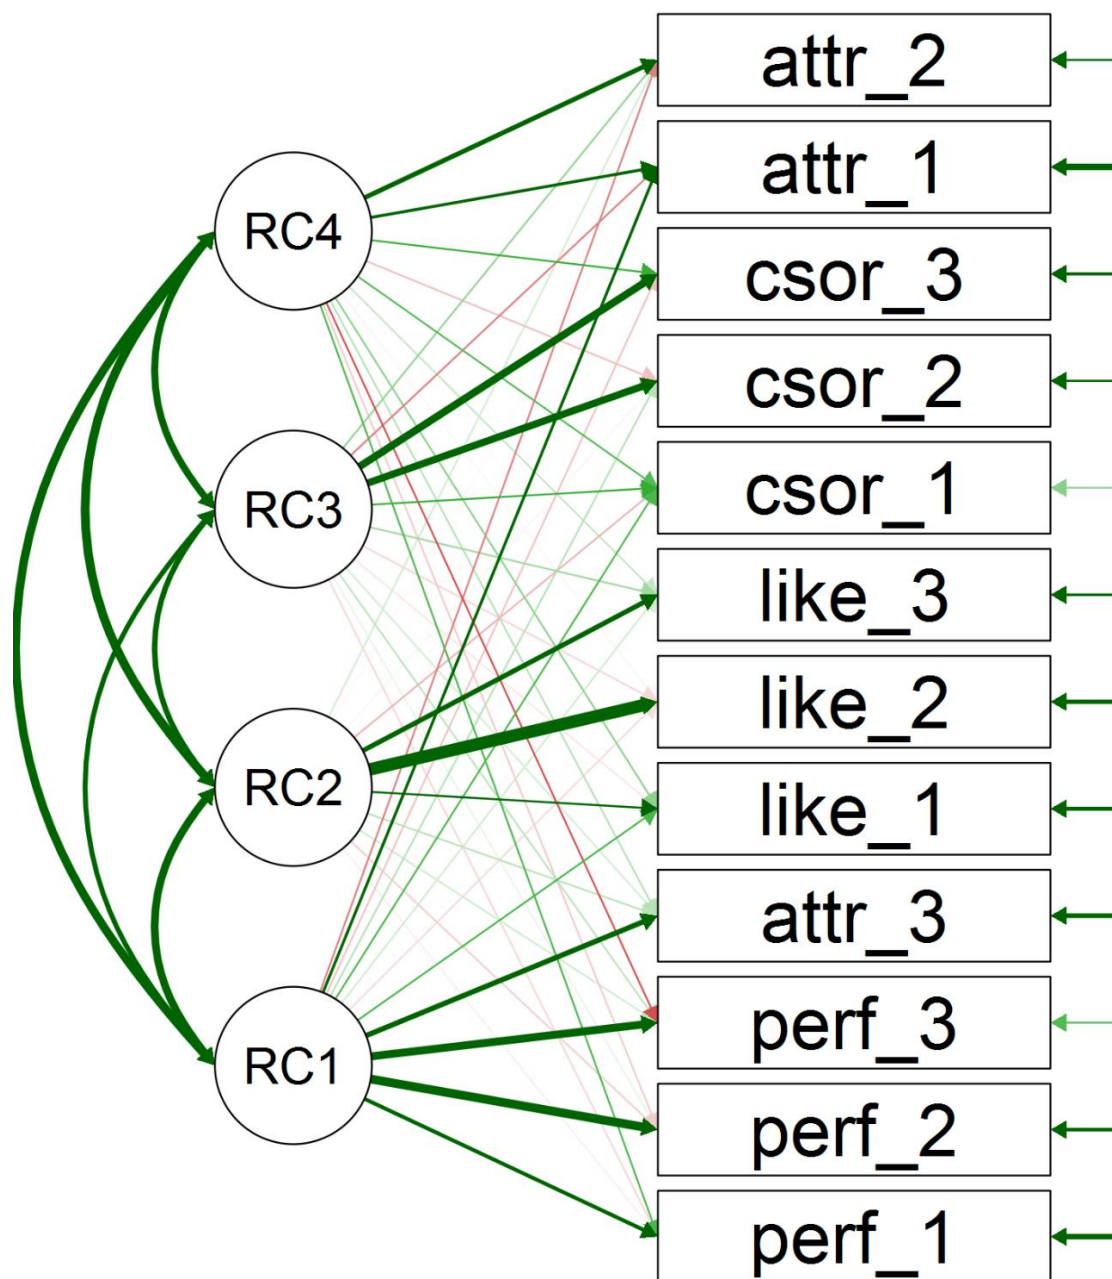 attr_2
attr_1
RC4
csor_3
csor_2
csor_1
RC3
like_3
like_2
RC2
like_1
attr_3
perf_3
RC1
perf_2
perf_1